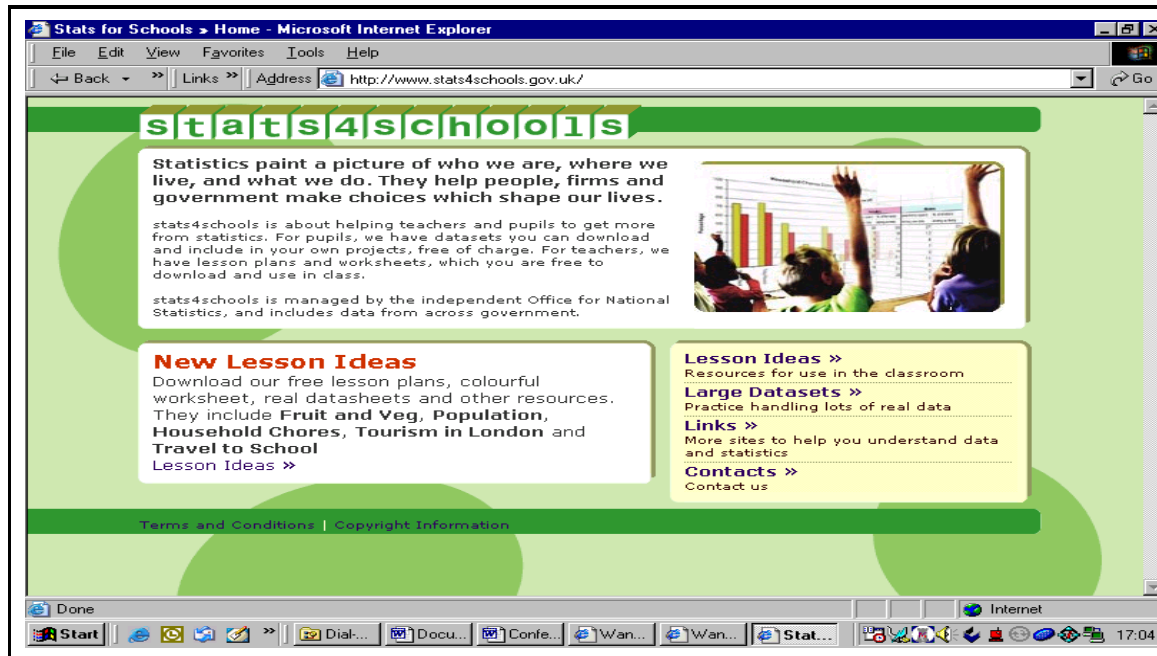 Stats for Schools » Home - Microsoft Internet Explorer
File Edit View Favorites Tools Help
Back » Links » Address http://www.stats4schools.gov.uk/ Go
stats4schools
Statistics paint a picture of who we are, where we
live, and what we do. They help people, firms and
government make choices which shape our lives.
stats4schools is about helping teachers and pupils to get more
from statistics. For pupils, we have datasets you can download
and include in your own projects, free of charge. For teachers, we
have lesson plans and worksheets, which you are free to
download and use in class.
stats4schools is managed by the independent Office for National
Statistics, and includes data from across government.
New Lesson Ideas
Download our free lesson plans, colourful
worksheet, real datasheets and other resources.
They include Fruit and Veg, Population,
Household Chores, Tourism in London and
Travel to School
Lesson Ideas »
Lesson Ideas »
Resources for use in the classroom
Large Datasets »
Practice handling lots of real data
Links »
More sites to help you understand data
and statistics
Contacts »
Contact us
Terms and Conditions | Copyright Information
Done Internet
Start » Dial-... Docu... Confe... Wan... Wan... Stat... 17:04